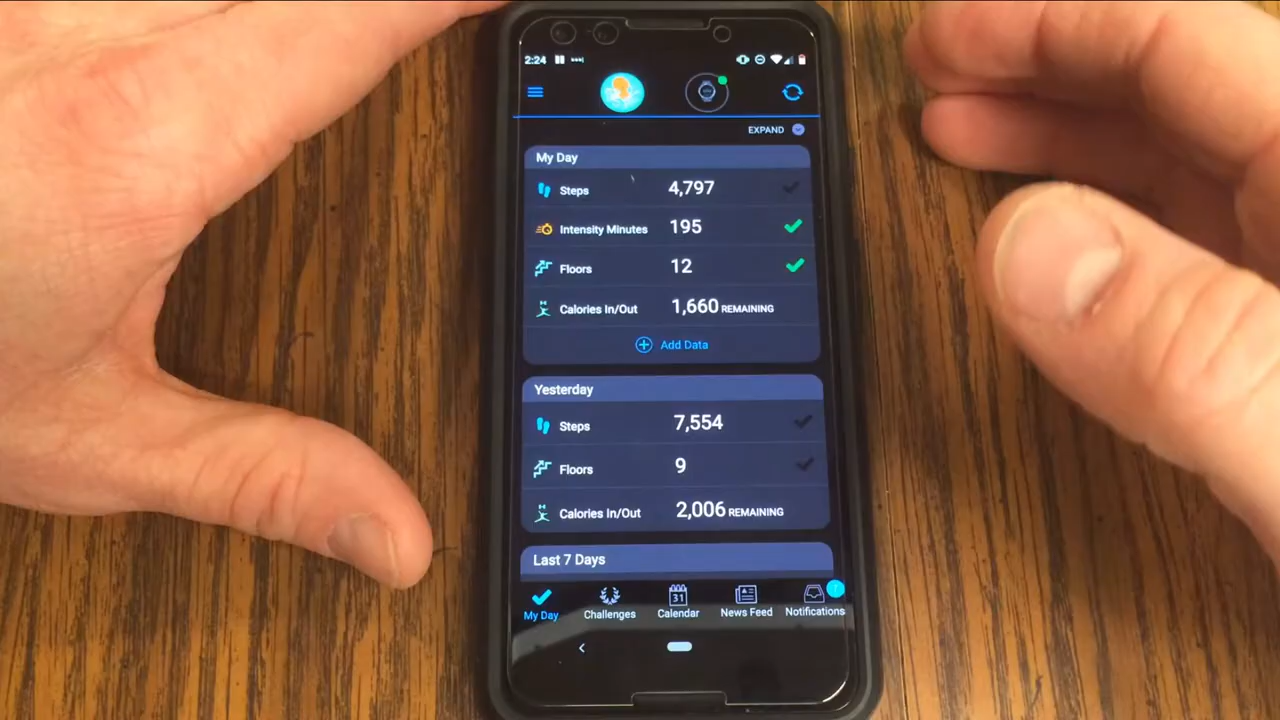 2:24
EXPAND
My Day
Steps 4,797
Intensity Minutes 195
Floors 12
Calories In/Out 1,660 REMAINING
Add Data
Yesterday
Steps 7,554
Floors 9
Calories In/Out 2,006 REMAINING
Last 7 Days
31
My Day Challenges Calendar News Feed Notifications